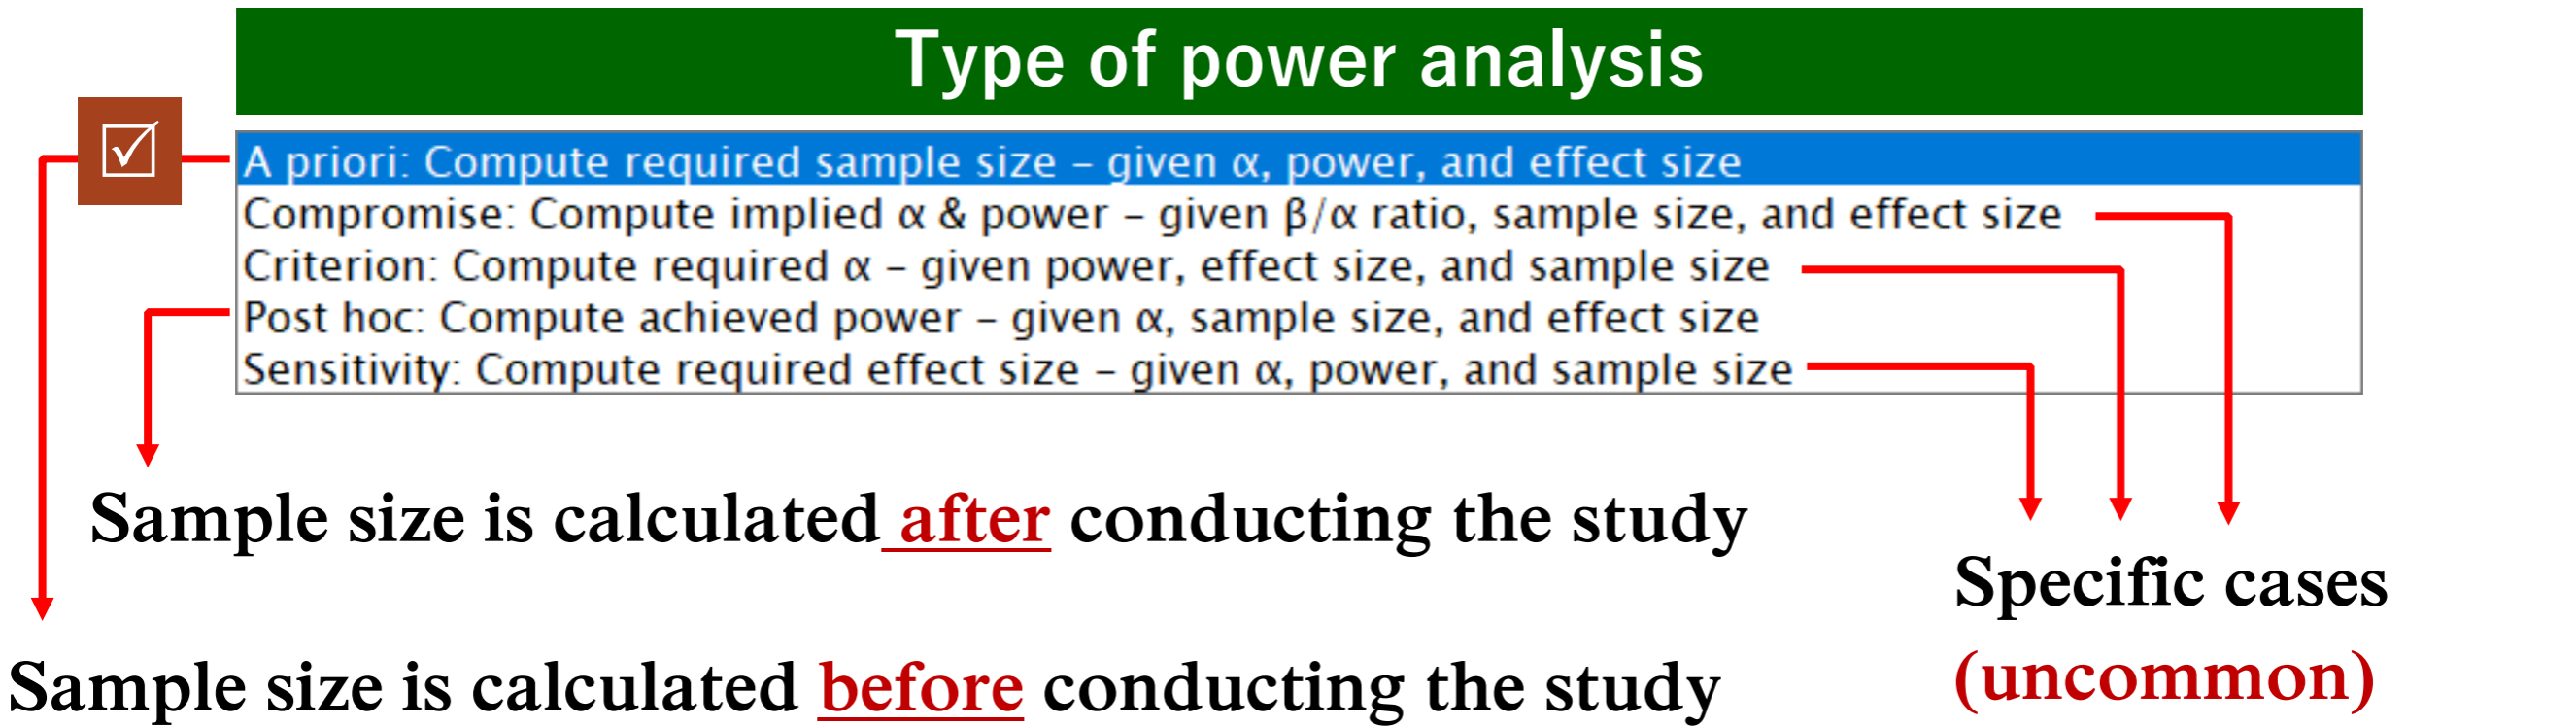 Type of power analysis
☑
A priori: Compute required sample size – given α, power, and effect size
Compromise: Compute implied α & power – given β/α ratio, sample size, and effect size
Criterion: Compute required α – given power, effect size, and sample size
Post hoc: Compute achieved power – given α, sample size, and effect size
Sensitivity: Compute required effect size – given α, power, and sample size
Sample size is calculated after conducting the study
Sample size is calculated before conducting the study
Specific cases
(uncommon)